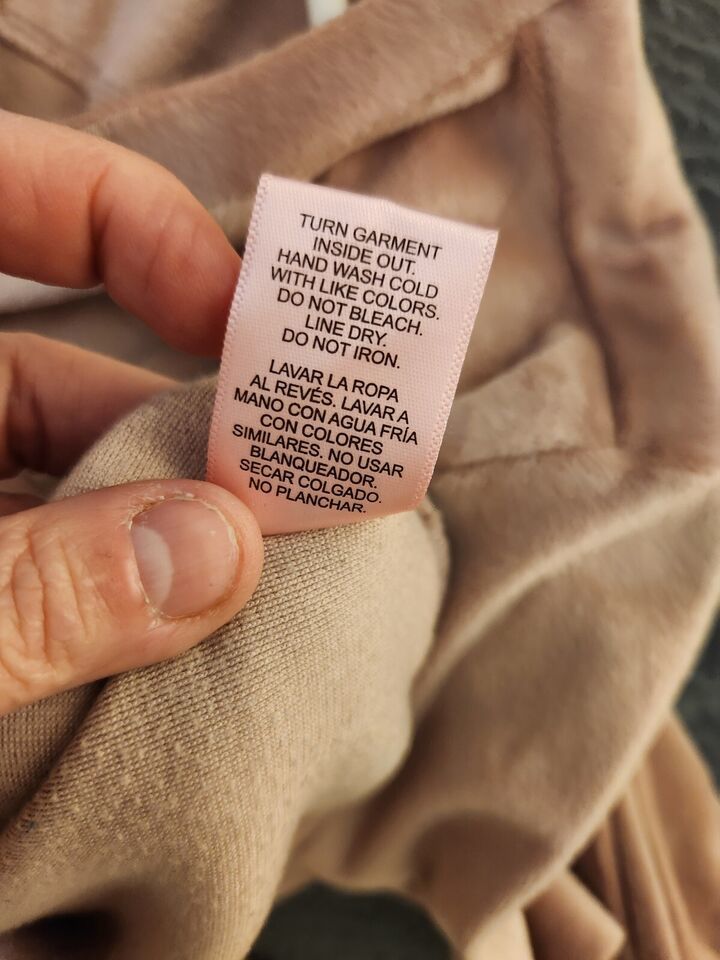 TURN GARMENT
INSIDE OUT.
HAND WASH COLD
WITH LIKE COLORS.
DO NOT BLEACH.
LINE DRY.
DO NOT IRON.
LAVAR LA ROPA
AL REVÉS. LAVAR A
MANO CON AGUA FRÍA
CON COLORES
SIMILARES. NO USAR
BLANQUEADOR.
SECAR COLGADO.
NO PLANCHAR.